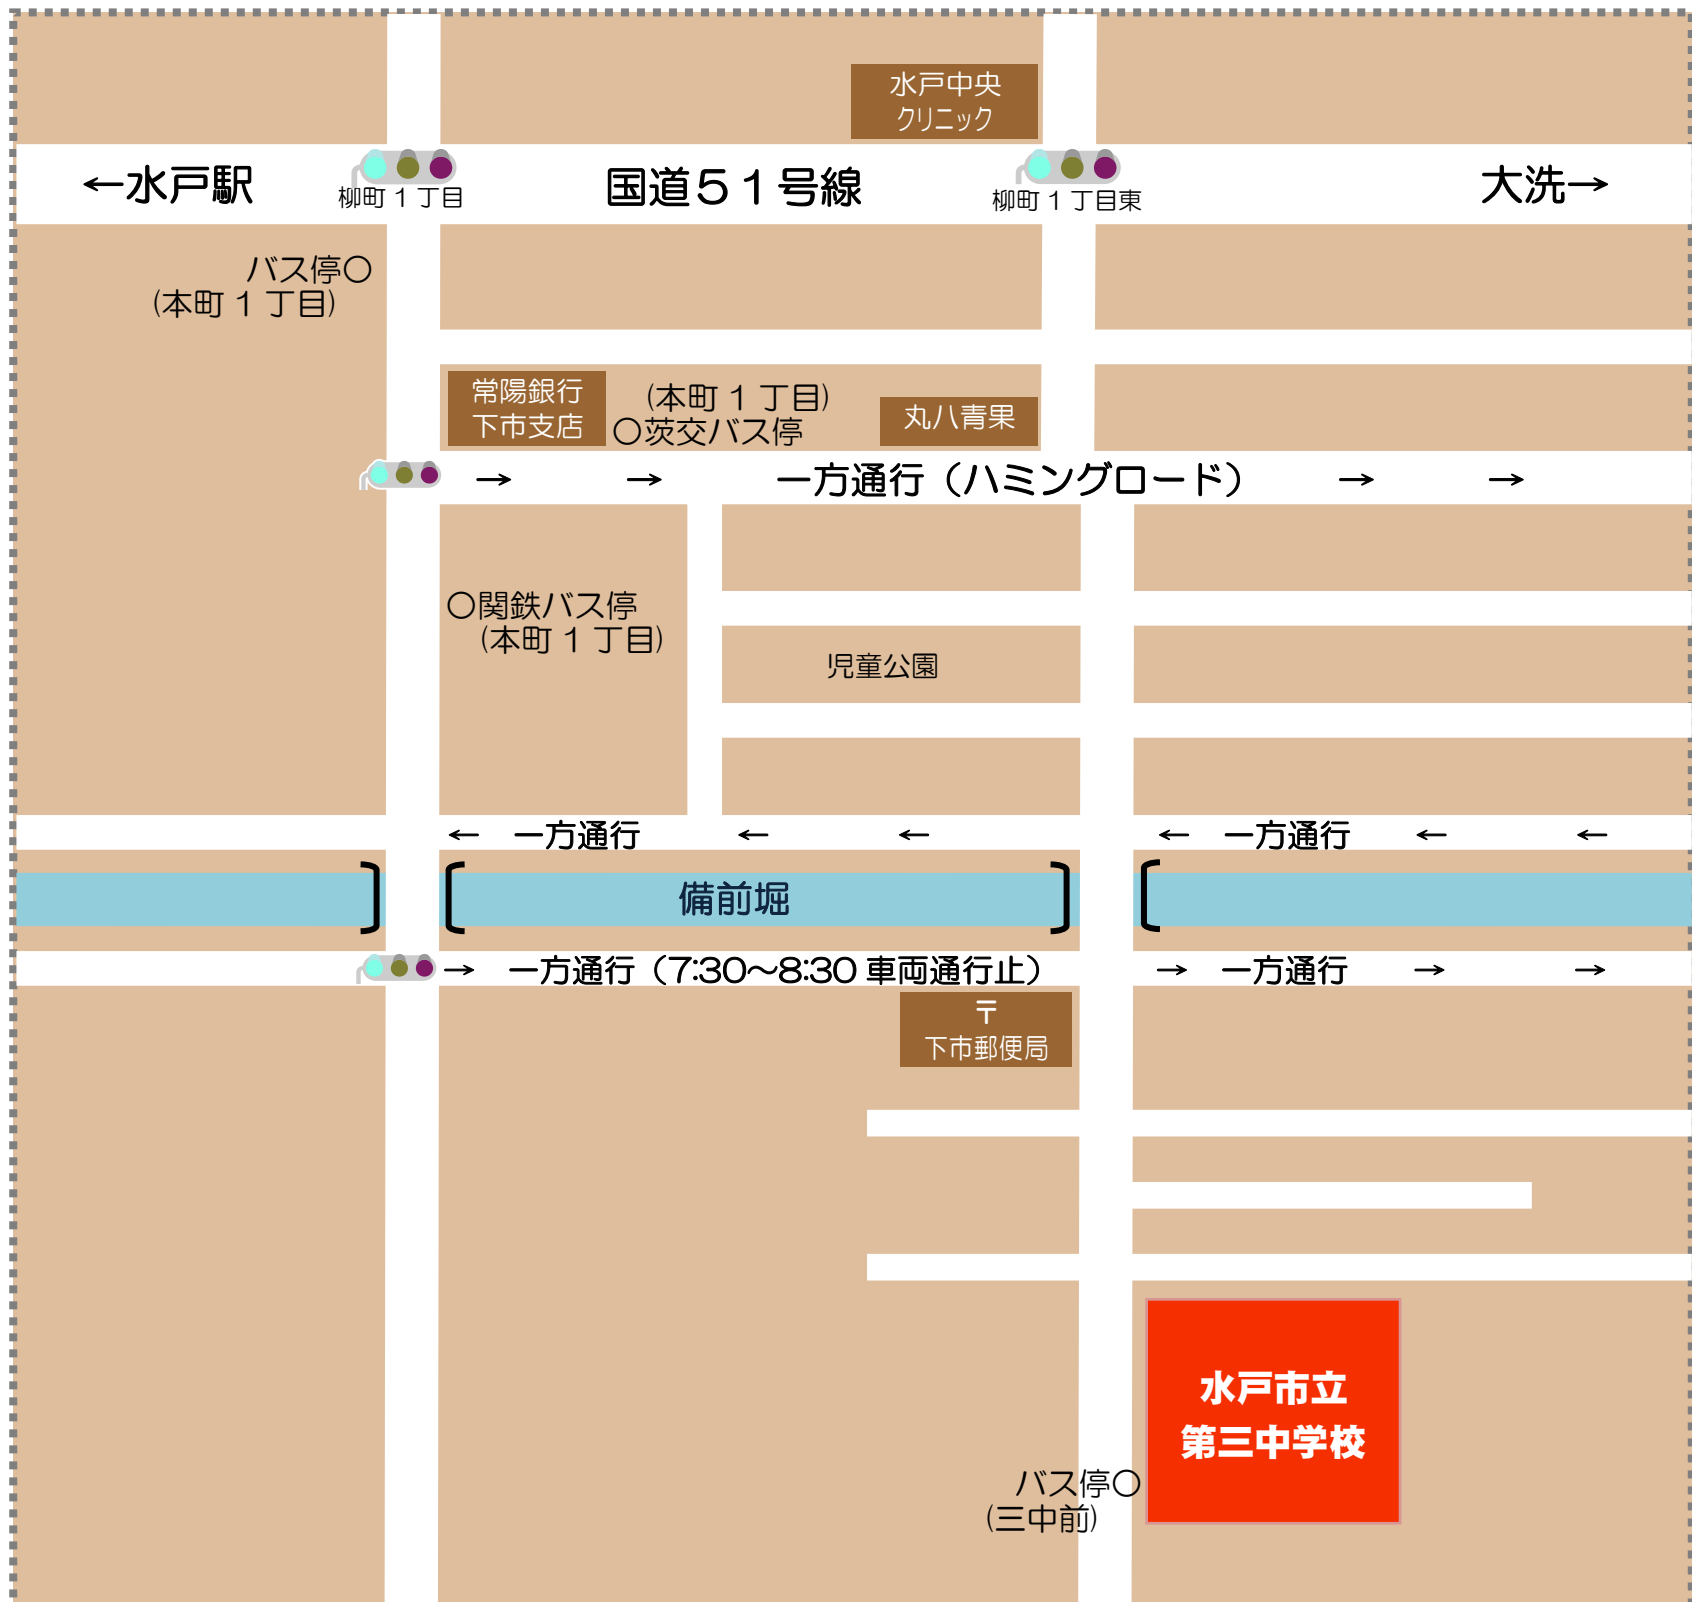 水戸中央
クリニック
←水戸駅
柳町1丁目
国道51号線
柳町1丁目東
大洗→
バス停○
(本町1丁目)
常陽銀行
下市支店
(本町1丁目)
○茨交バス停
丸八青果
→ → 一方通行（ハミングロード） → →
○関鉄バス停
(本町1丁目)
児童公園
← 一方通行 ← ← ← 一方通行 ← ←
備前堀
→ 一方通行（7:30～8:30車両通行止） → 一方通行 → →
〒
下市郵便局
水戸市立
第三中学校
バス停○
(三中前)